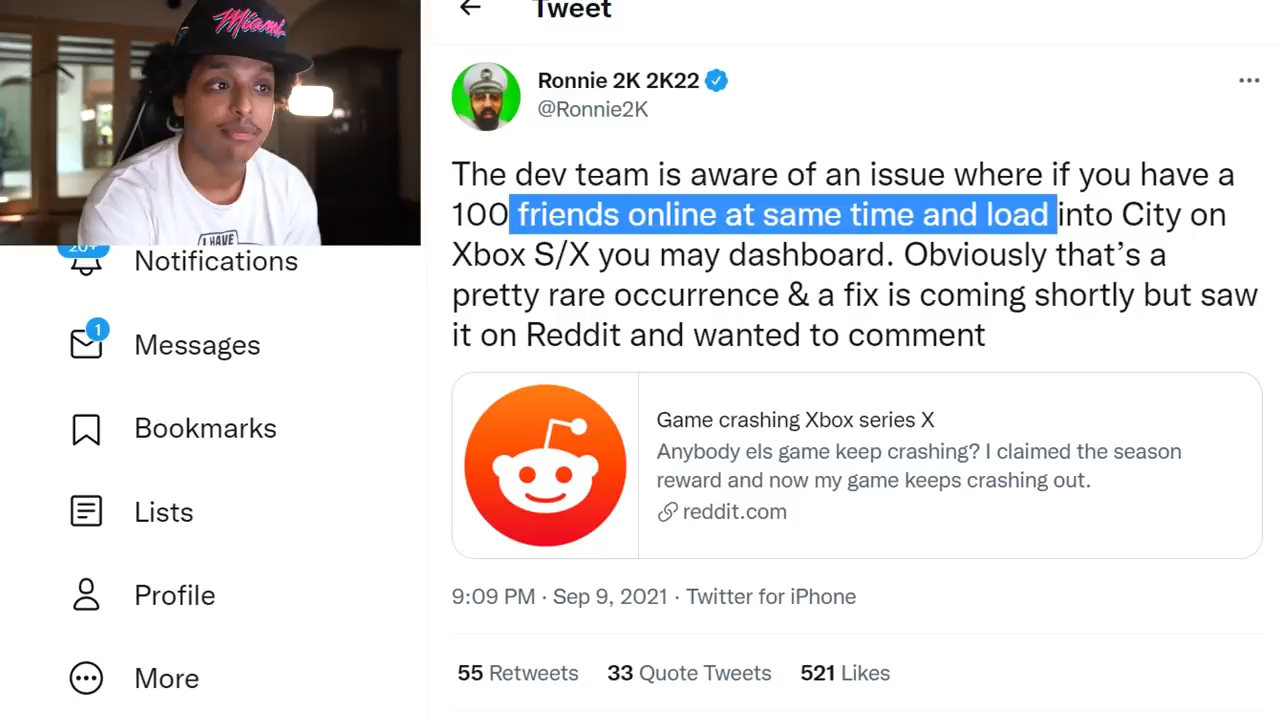 Miami
I HAVE
Tweet
Ronnie 2K 2K22
@Ronnie2K
The dev team is aware of an issue where if you have a
100 friends online at same time and load into City on
Xbox S/X you may dashboard. Obviously that’s a
pretty rare occurrence & a fix is coming shortly but saw
it on Reddit and wanted to comment
Game crashing Xbox series X
Anybody els game keep crashing? I claimed the season
reward and now my game keeps crashing out.
reddit.com
9:09 PM · Sep 9, 2021 · Twitter for iPhone
55 Retweets 33 Quote Tweets 521 Likes
20+
Notifications
1
Messages
Bookmarks
Lists
Profile
More